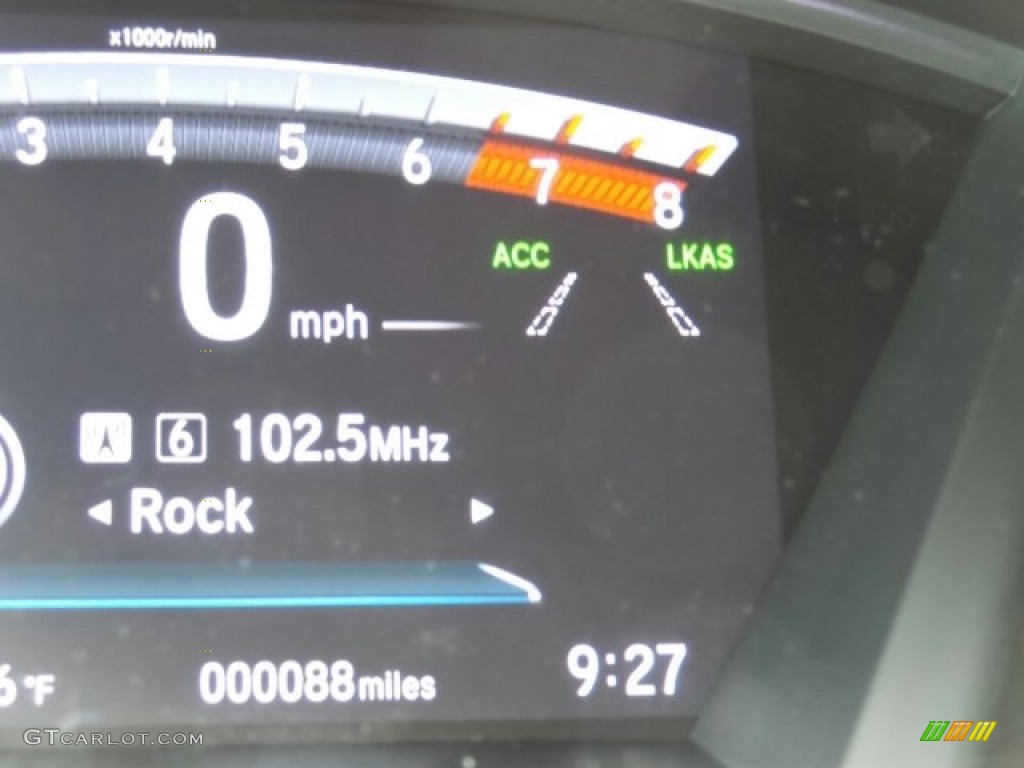 x1000r/min
3 4 5 6 7 8
0 mph
ACC LKAS
6 102.5MHz
Rock
6°F 000088miles 9:27
GTCARLOT.COM